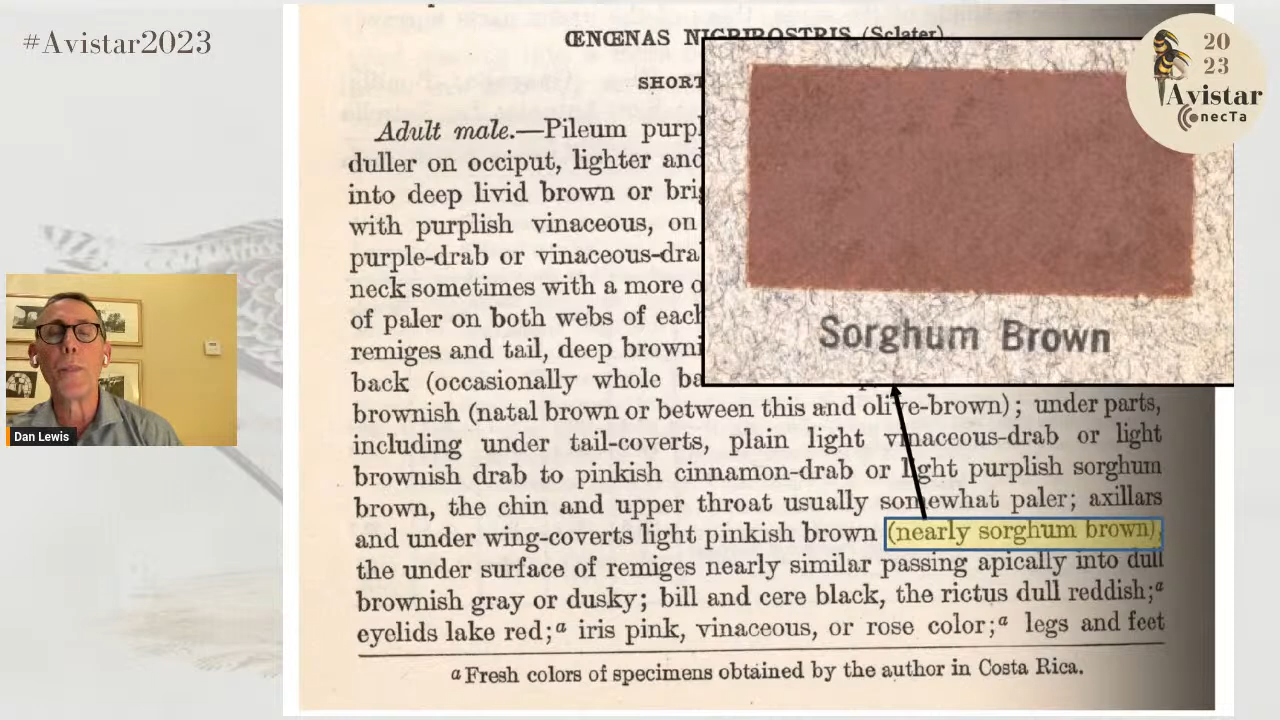 #Avistar2023
ŒNŒNAS NIGRIROSTRIS (Sclater).
SHORT
Adult male.—Pileum purpl
duller on occiput, lighter and
into deep livid brown or brig
with purplish vinaceous, on
purple-drab or vinaceous-dra
neck sometimes with a more o
of paler on both webs of each
remiges and tail, deep browni
back (occasionally whole ba
brownish (natal brown or between this and olive-brown); under parts,
including under tail-coverts, plain light vinaceous-drab or light
brownish drab to pinkish cinnamon-drab or light purplish sorghum
brown, the chin and upper throat usually somewhat paler; axillars
and under wing-coverts light pinkish brown (nearly sorghum brown),
the under surface of remiges nearly similar passing apically into dull
brownish gray or dusky; bill and cere black, the rictus dull reddish;a
eyelids lake red;a iris pink, vinaceous, or rose color;a legs and feet
a Fresh colors of specimens obtained by the author in Costa Rica.
Sorghum Brown
20
23
Avistar
ConecTa
Dan Lewis